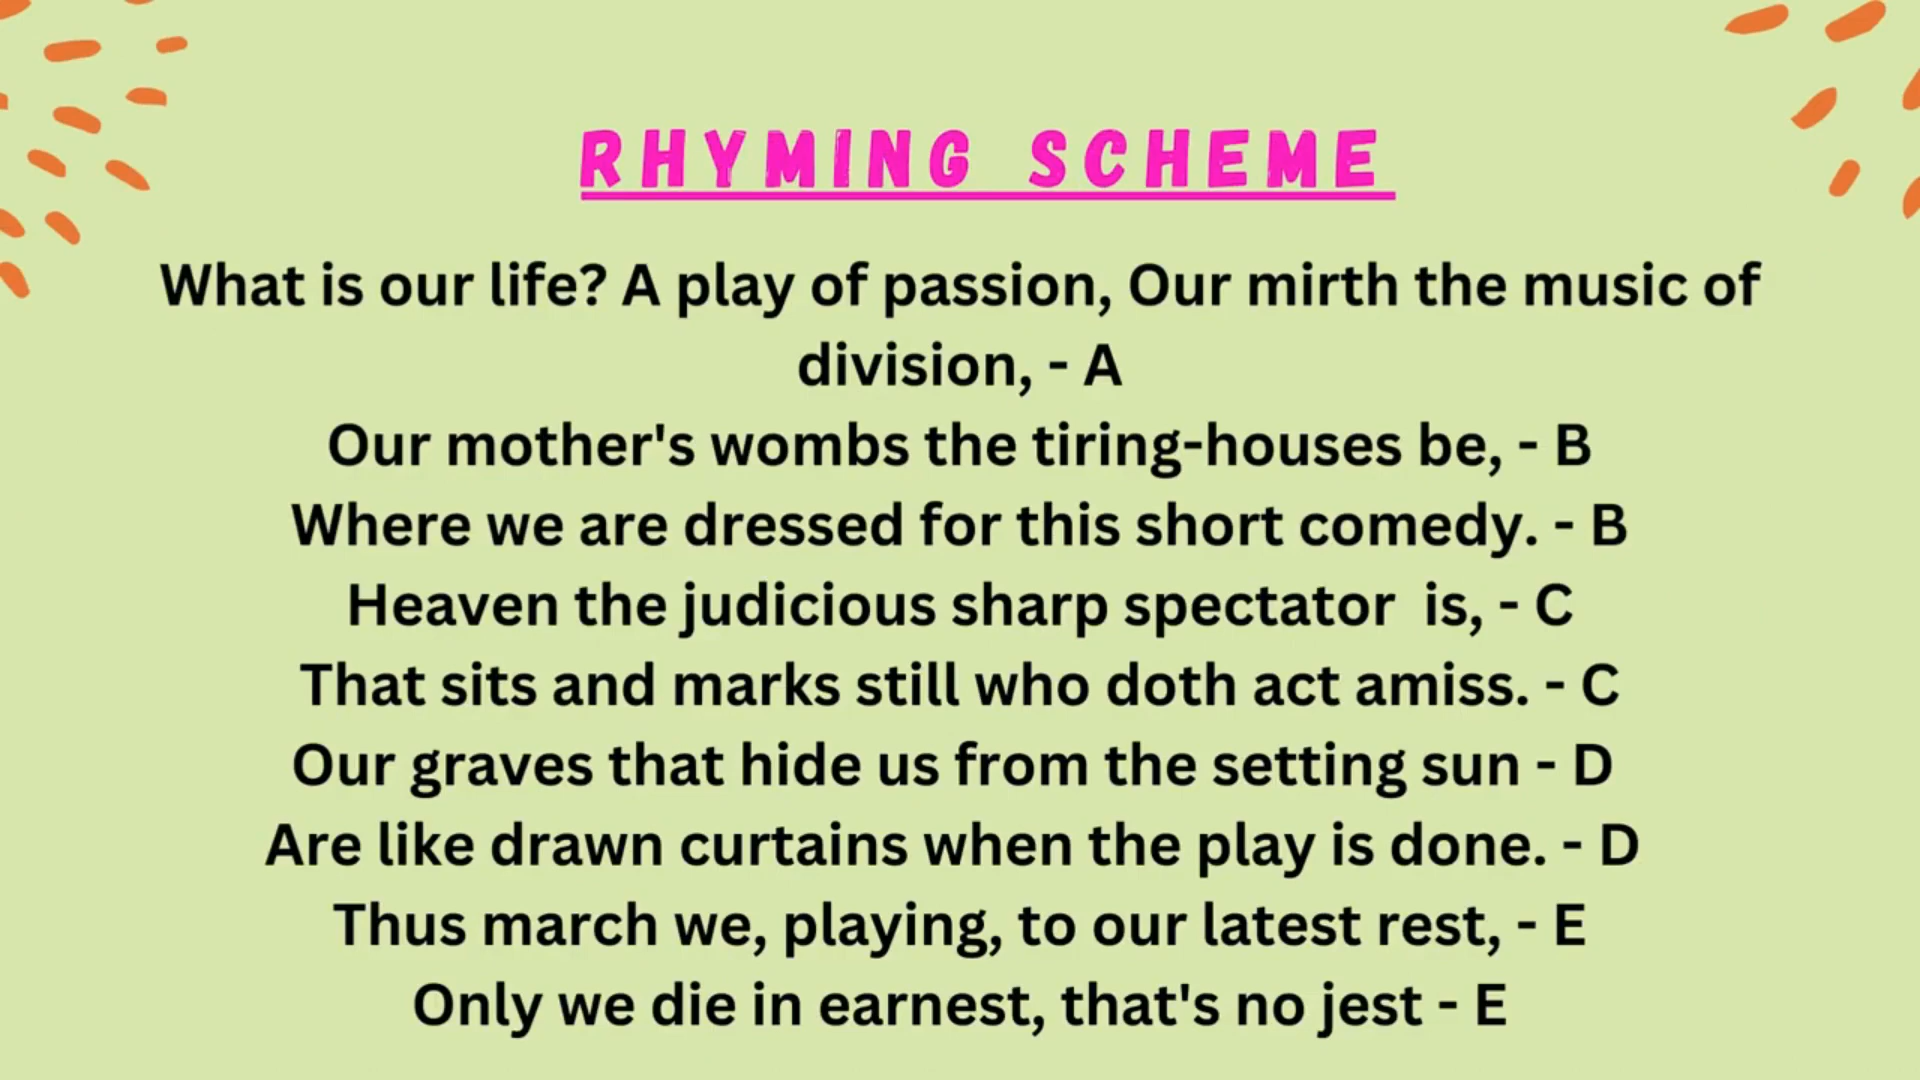 RHYMING SCHEME
What is our life? A play of passion, Our mirth the music of
division, - A
Our mother's wombs the tiring-houses be, - B
Where we are dressed for this short comedy. - B
Heaven the judicious sharp spectator  is, - C
That sits and marks still who doth act amiss. - C
Our graves that hide us from the setting sun - D
Are like drawn curtains when the play is done. - D
Thus march we, playing, to our latest rest, - E
Only we die in earnest, that's no jest - E